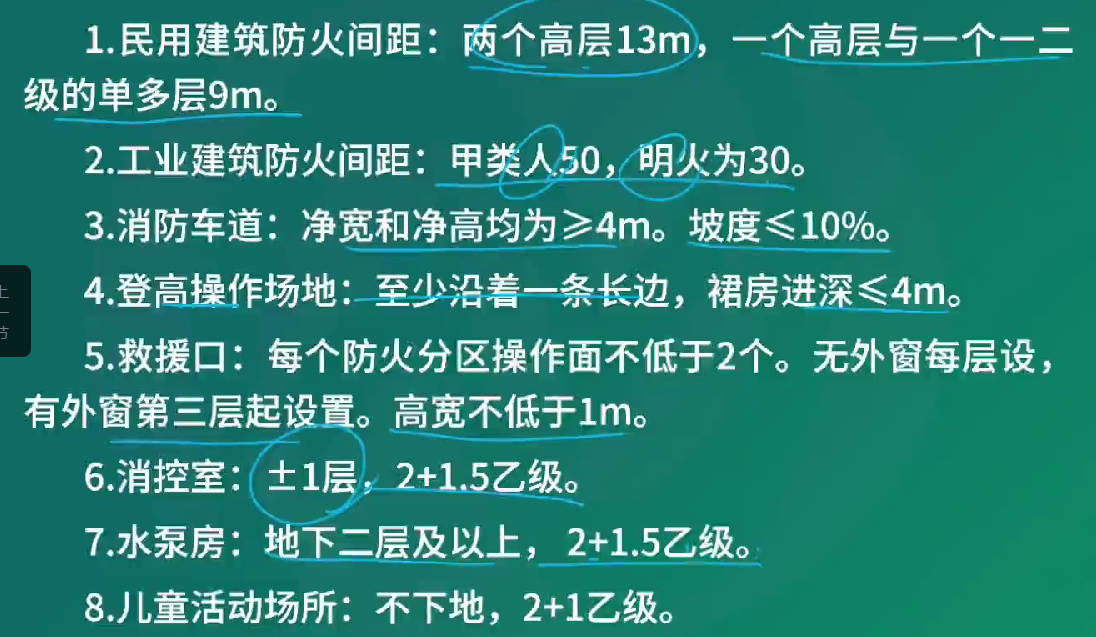 1.民用建筑防火间距：两个高层13m，一个高层与一个一二
级的单多层9m。
2.工业建筑防火间距：甲类人50，明火为30。
3.消防车道：净宽和净高均为≥4m。坡度≤10%。
4.登高操作场地：至少沿着一条长边，裙房进深≤4m。
5.救援口：每个防火分区操作面不低于2个。无外窗每层设，
有外窗第三层起设置。高宽不低于1m。
6.消控室：±1层，2+1.5乙级。
7.水泵房：地下二层及以上，2+1.5乙级。
8.儿童活动场所：不下地，2+1乙级。